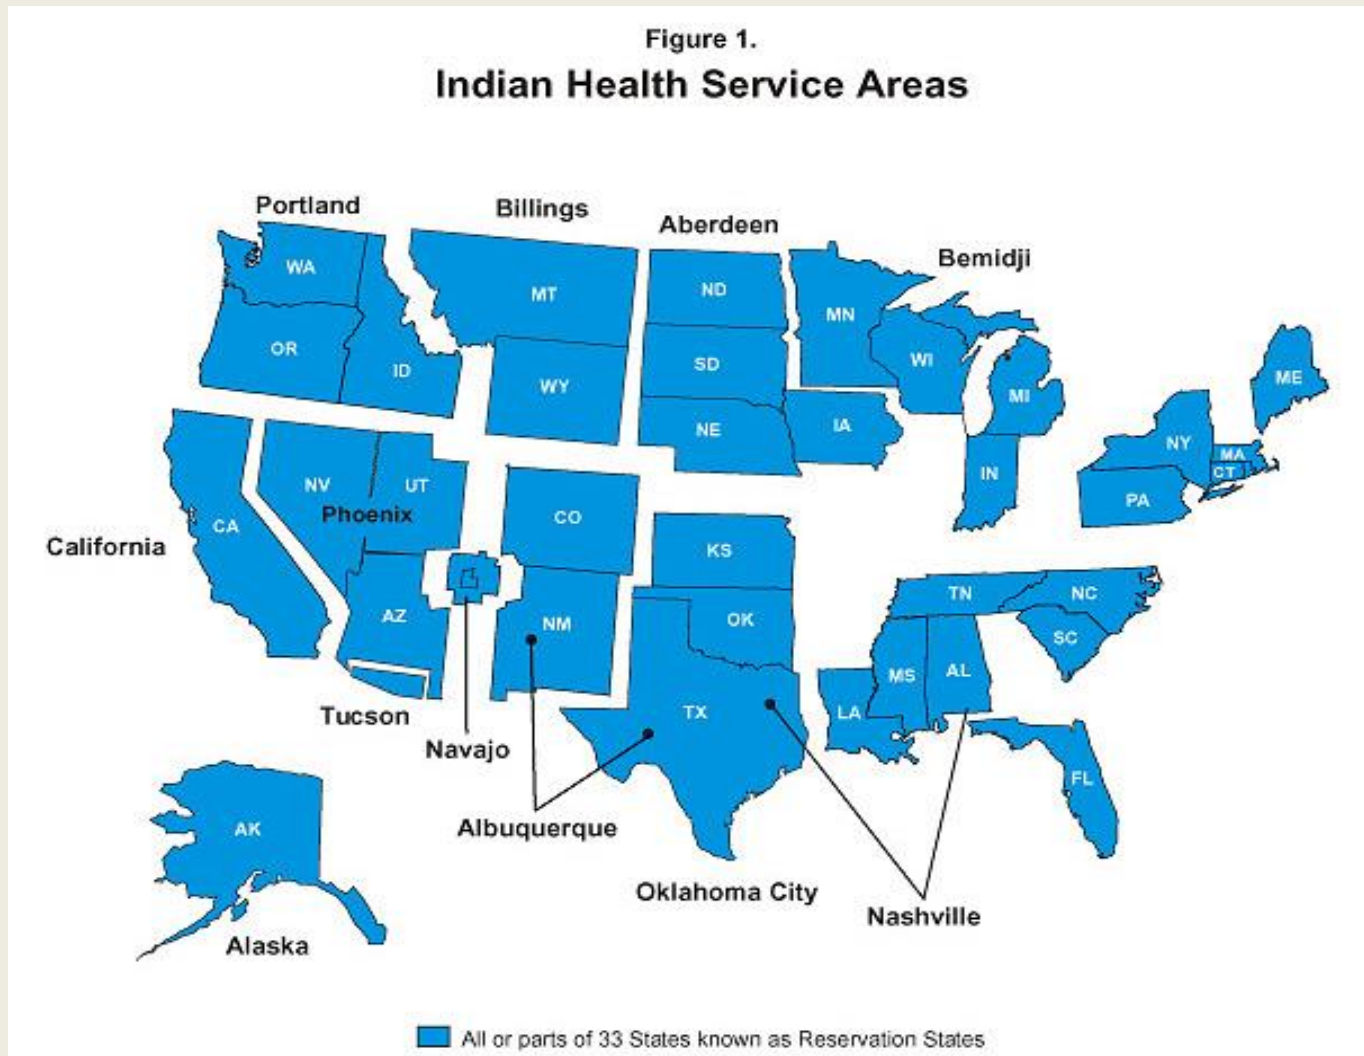 Figure 1.
Indian Health Service Areas
Portland
Billings
Aberdeen
Bemidji
WA
MT
ND
MN
OR
ID
WY
SD
WI
ME
MI
NE
IA
NY
MA
CT
PA
IN
NV
UT
Phoenix
CO
CA
California
KS
TN
NC
AZ
NM
OK
SC
MS
AL
Tucson
TX
LA
Navajo
FL
AK
Albuquerque
Oklahoma City
Nashville
Alaska
All or parts of 33 States known as Reservation States